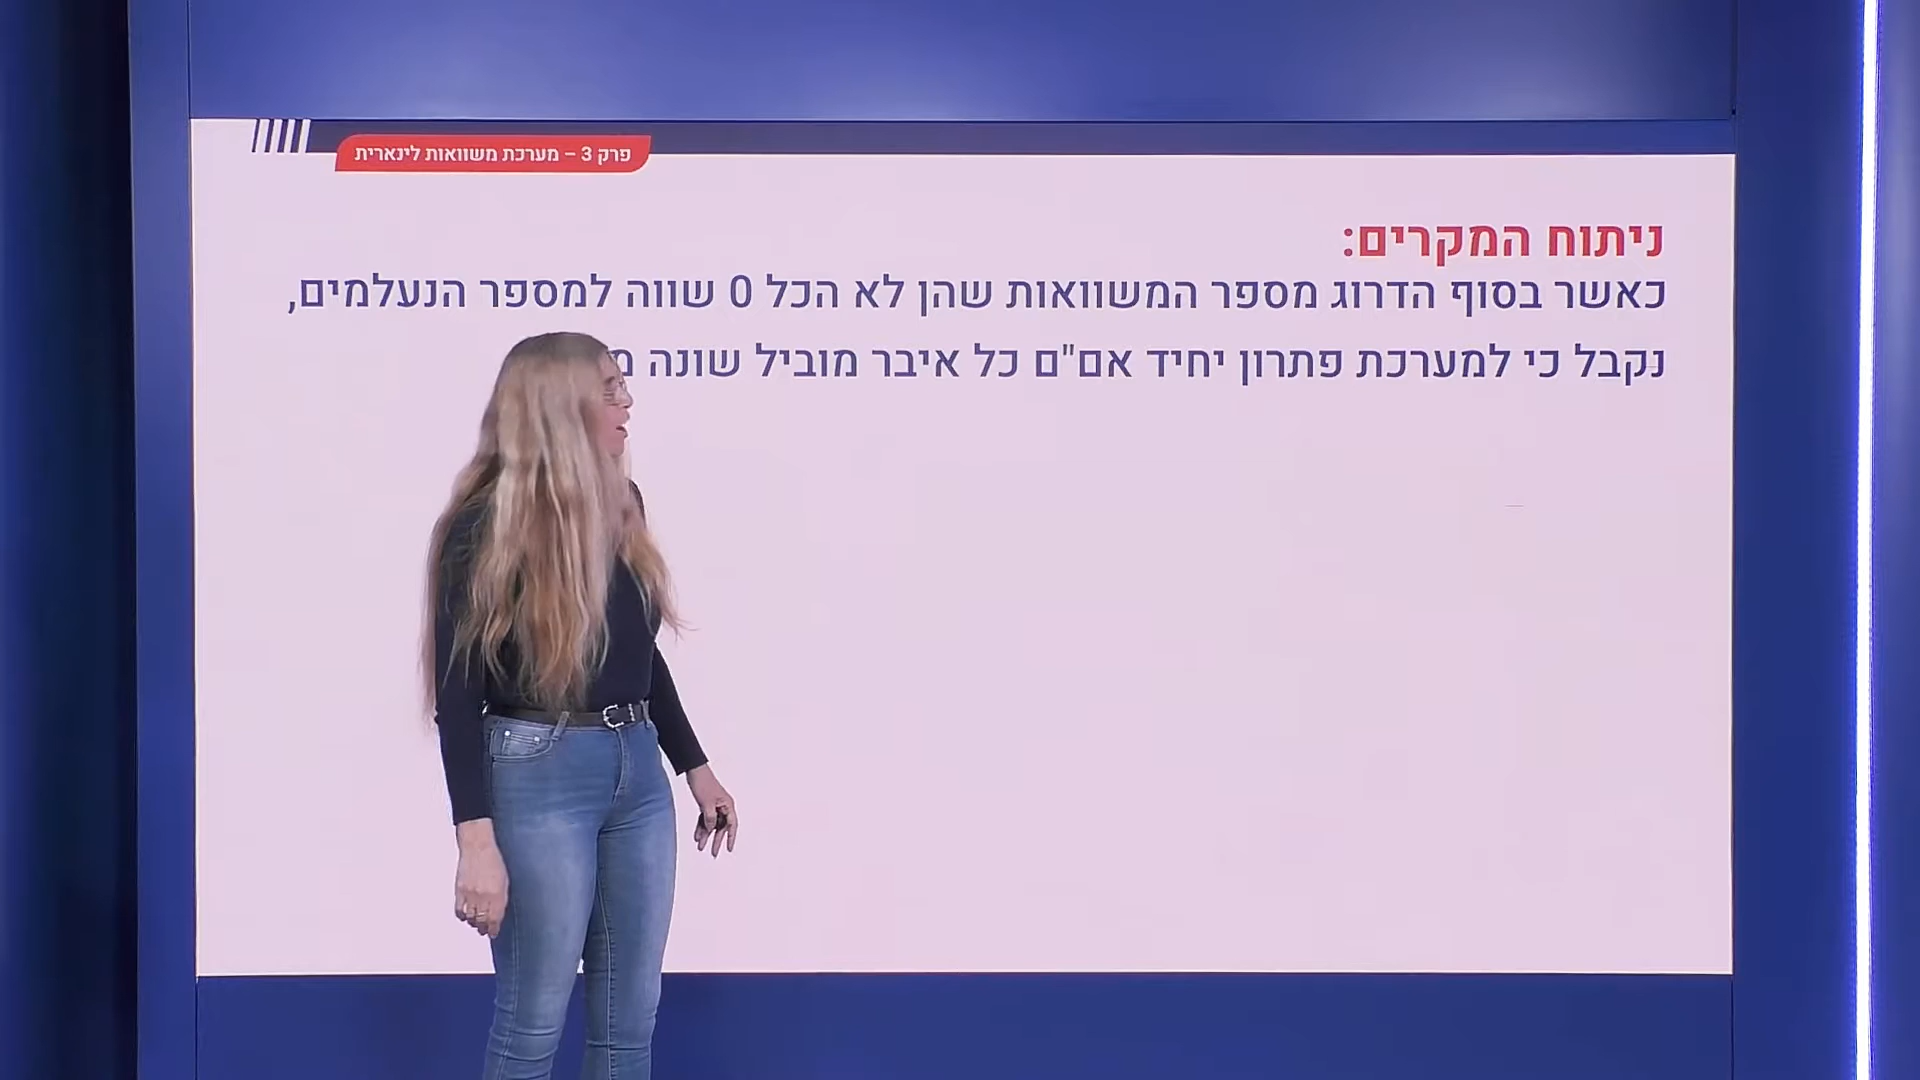 פרק 3 – מערכת משוואות לינארית
ניתוח המקרים:
כאשר בסוף הדרוג מספר המשוואות שהן לא הכל 0 שווה למספר הנעלמים,
נקבל כי למערכת פתרון יחיד אם"ם כל איבר מוביל שונה